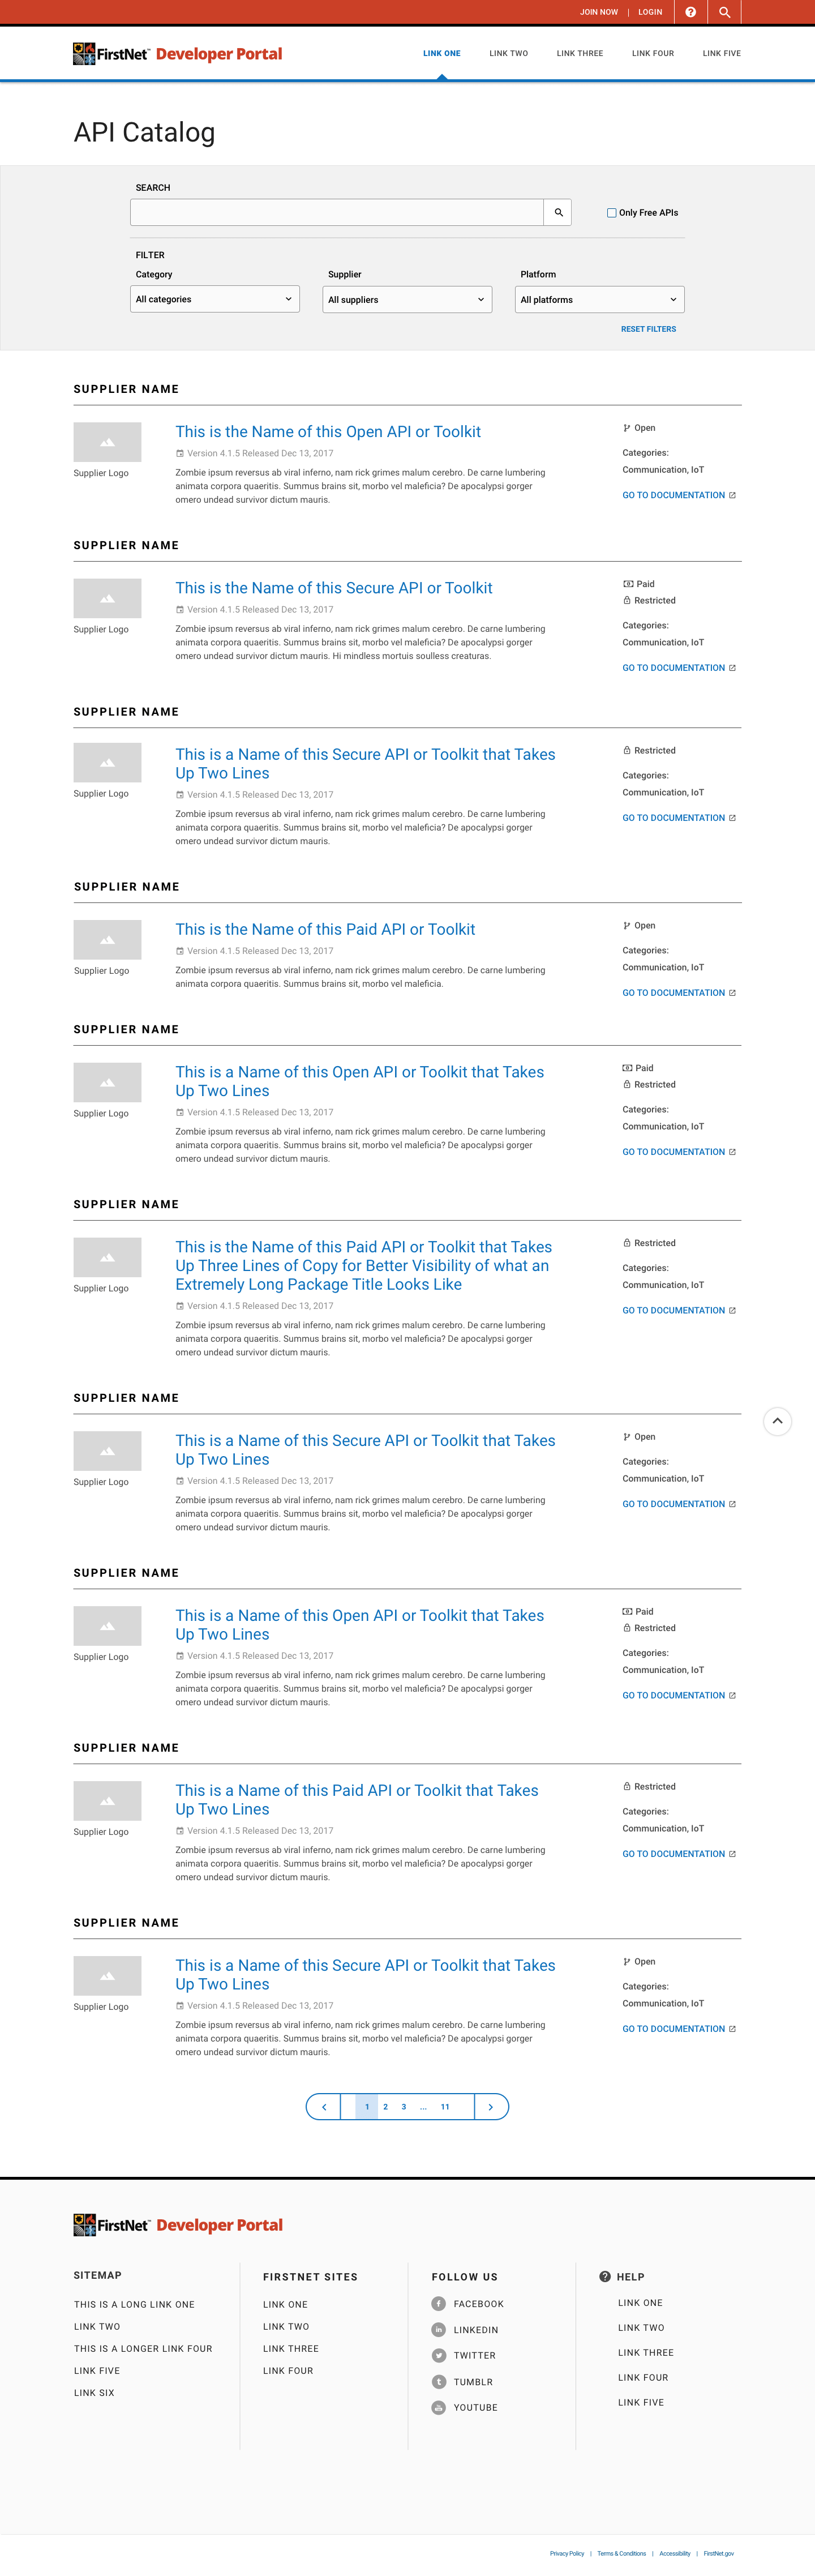 JOIN NOW | LOGIN
FirstNet Developer Portal
LINK ONE LINK TWO LINK THREE LINK FOUR LINK FIVE
API Catalog
SEARCH
Only Free APIs
FILTER
Category Supplier Platform
All categories All suppliers All platforms
RESET FILTERS
SUPPLIER NAME
Supplier Logo
This is the Name of this Open API or Toolkit
Version 4.1.5 Released Dec 13, 2017
Zombie ipsum reversus ab viral inferno, nam rick grimes malum cerebro. De carne lumbering
animata corpora quaeritis. Summus brains sit, morbo vel maleficia? De apocalypsi gorger
omero undead survivor dictum mauris.
Open
Categories:
Communication, IoT
GO TO DOCUMENTATION
SUPPLIER NAME
Supplier Logo
This is the Name of this Secure API or Toolkit
Version 4.1.5 Released Dec 13, 2017
Zombie ipsum reversus ab viral inferno, nam rick grimes malum cerebro. De carne lumbering
animata corpora quaeritis. Summus brains sit, morbo vel maleficia? De apocalypsi gorger
omero undead survivor dictum mauris. Hi mindless mortuis soulless creaturas.
Paid
Restricted
Categories:
Communication, IoT
GO TO DOCUMENTATION
SUPPLIER NAME
Supplier Logo
This is a Name of this Secure API or Toolkit that Takes
Up Two Lines
Version 4.1.5 Released Dec 13, 2017
Zombie ipsum reversus ab viral inferno, nam rick grimes malum cerebro. De carne lumbering
animata corpora quaeritis. Summus brains sit, morbo vel maleficia? De apocalypsi gorger
omero undead survivor dictum mauris.
Restricted
Categories:
Communication, IoT
GO TO DOCUMENTATION
SUPPLIER NAME
Supplier Logo
This is the Name of this Paid API or Toolkit
Version 4.1.5 Released Dec 13, 2017
Zombie ipsum reversus ab viral inferno, nam rick grimes malum cerebro. De carne lumbering
animata corpora quaeritis. Summus brains sit, morbo vel maleficia.
Open
Categories:
Communication, IoT
GO TO DOCUMENTATION
SUPPLIER NAME
Supplier Logo
This is a Name of this Open API or Toolkit that Takes
Up Two Lines
Version 4.1.5 Released Dec 13, 2017
Zombie ipsum reversus ab viral inferno, nam rick grimes malum cerebro. De carne lumbering
animata corpora quaeritis. Summus brains sit, morbo vel maleficia? De apocalypsi gorger
omero undead survivor dictum mauris.
Paid
Restricted
Categories:
Communication, IoT
GO TO DOCUMENTATION
SUPPLIER NAME
Supplier Logo
This is the Name of this Paid API or Toolkit that Takes
Up Three Lines of Copy for Better Visibility of what an
Extremely Long Package Title Looks Like
Version 4.1.5 Released Dec 13, 2017
Zombie ipsum reversus ab viral inferno, nam rick grimes malum cerebro. De carne lumbering
animata corpora quaeritis. Summus brains sit, morbo vel maleficia? De apocalypsi gorger
omero undead survivor dictum mauris.
Restricted
Categories:
Communication, IoT
GO TO DOCUMENTATION
SUPPLIER NAME
Supplier Logo
This is a Name of this Secure API or Toolkit that Takes
Up Two Lines
Version 4.1.5 Released Dec 13, 2017
Zombie ipsum reversus ab viral inferno, nam rick grimes malum cerebro. De carne lumbering
animata corpora quaeritis. Summus brains sit, morbo vel maleficia? De apocalypsi gorger
omero undead survivor dictum mauris.
Open
Categories:
Communication, IoT
GO TO DOCUMENTATION
SUPPLIER NAME
Supplier Logo
This is a Name of this Open API or Toolkit that Takes
Up Two Lines
Version 4.1.5 Released Dec 13, 2017
Zombie ipsum reversus ab viral inferno, nam rick grimes malum cerebro. De carne lumbering
animata corpora quaeritis. Summus brains sit, morbo vel maleficia? De apocalypsi gorger
omero undead survivor dictum mauris.
Paid
Restricted
Categories:
Communication, IoT
GO TO DOCUMENTATION
SUPPLIER NAME
Supplier Logo
This is a Name of this Paid API or Toolkit that Takes
Up Two Lines
Version 4.1.5 Released Dec 13, 2017
Zombie ipsum reversus ab viral inferno, nam rick grimes malum cerebro. De carne lumbering
animata corpora quaeritis. Summus brains sit, morbo vel maleficia? De apocalypsi gorger
omero undead survivor dictum mauris.
Restricted
Categories:
Communication, IoT
GO TO DOCUMENTATION
SUPPLIER NAME
Supplier Logo
This is a Name of this Secure API or Toolkit that Takes
Up Two Lines
Version 4.1.5 Released Dec 13, 2017
Zombie ipsum reversus ab viral inferno, nam rick grimes malum cerebro. De carne lumbering
animata corpora quaeritis. Summus brains sit, morbo vel maleficia? De apocalypsi gorger
omero undead survivor dictum mauris.
Open
Categories:
Communication, IoT
GO TO DOCUMENTATION
1 2 3 ... 11
FirstNet Developer Portal
SITEMAP
THIS IS A LONG LINK ONE
LINK TWO
THIS IS A LONGER LINK FOUR
LINK FIVE
LINK SIX
FIRSTNET SITES
LINK ONE
LINK TWO
LINK THREE
LINK FOUR
FOLLOW US
FACEBOOK
LINKEDIN
TWITTER
TUMBLR
YOUTUBE
HELP
LINK ONE
LINK TWO
LINK THREE
LINK FOUR
LINK FIVE
Privacy Policy | Terms & Conditions | Accessibility | FirstNet.gov